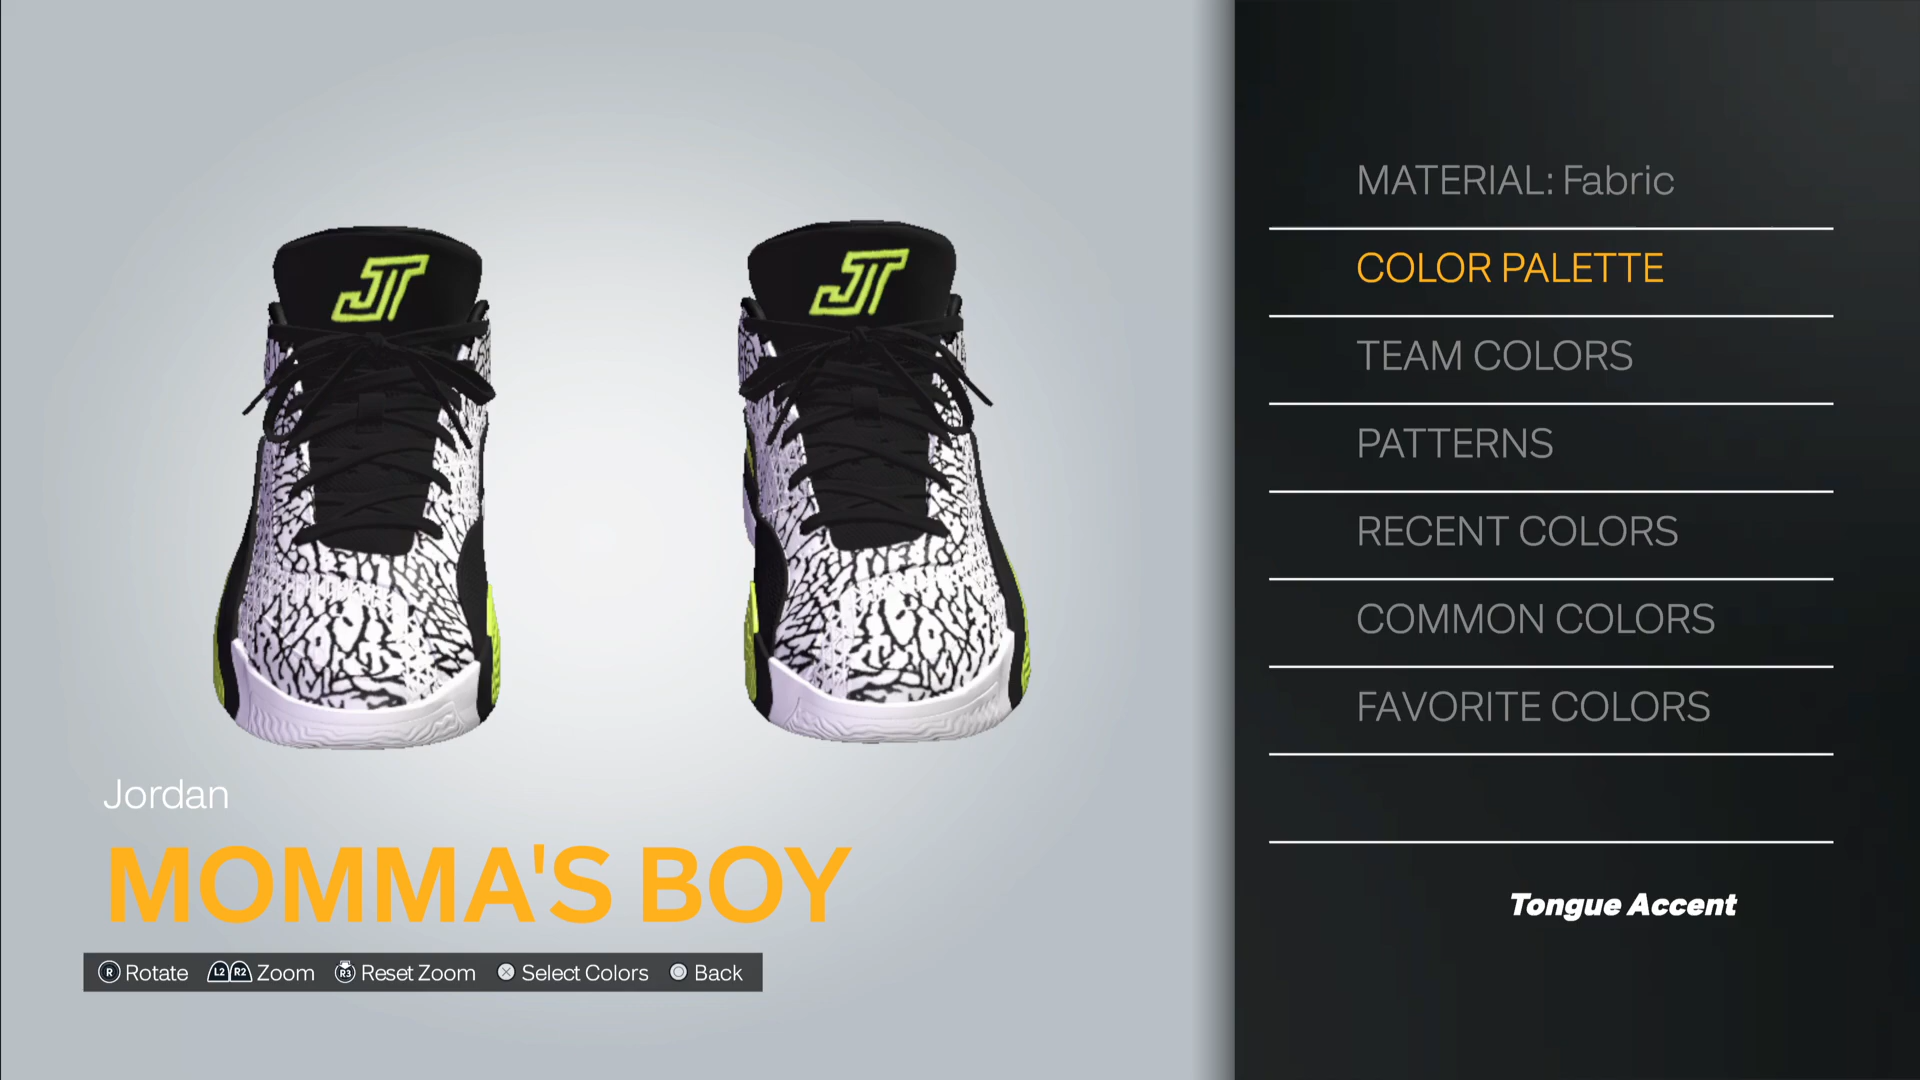 JT
JT
Jordan
MOMMA'S BOY
R Rotate L2 R2 Zoom R3 Reset Zoom Select Colors Back
MATERIAL: Fabric
COLOR PALETTE
TEAM COLORS
PATTERNS
RECENT COLORS
COMMON COLORS
FAVORITE COLORS
Tongue Accent